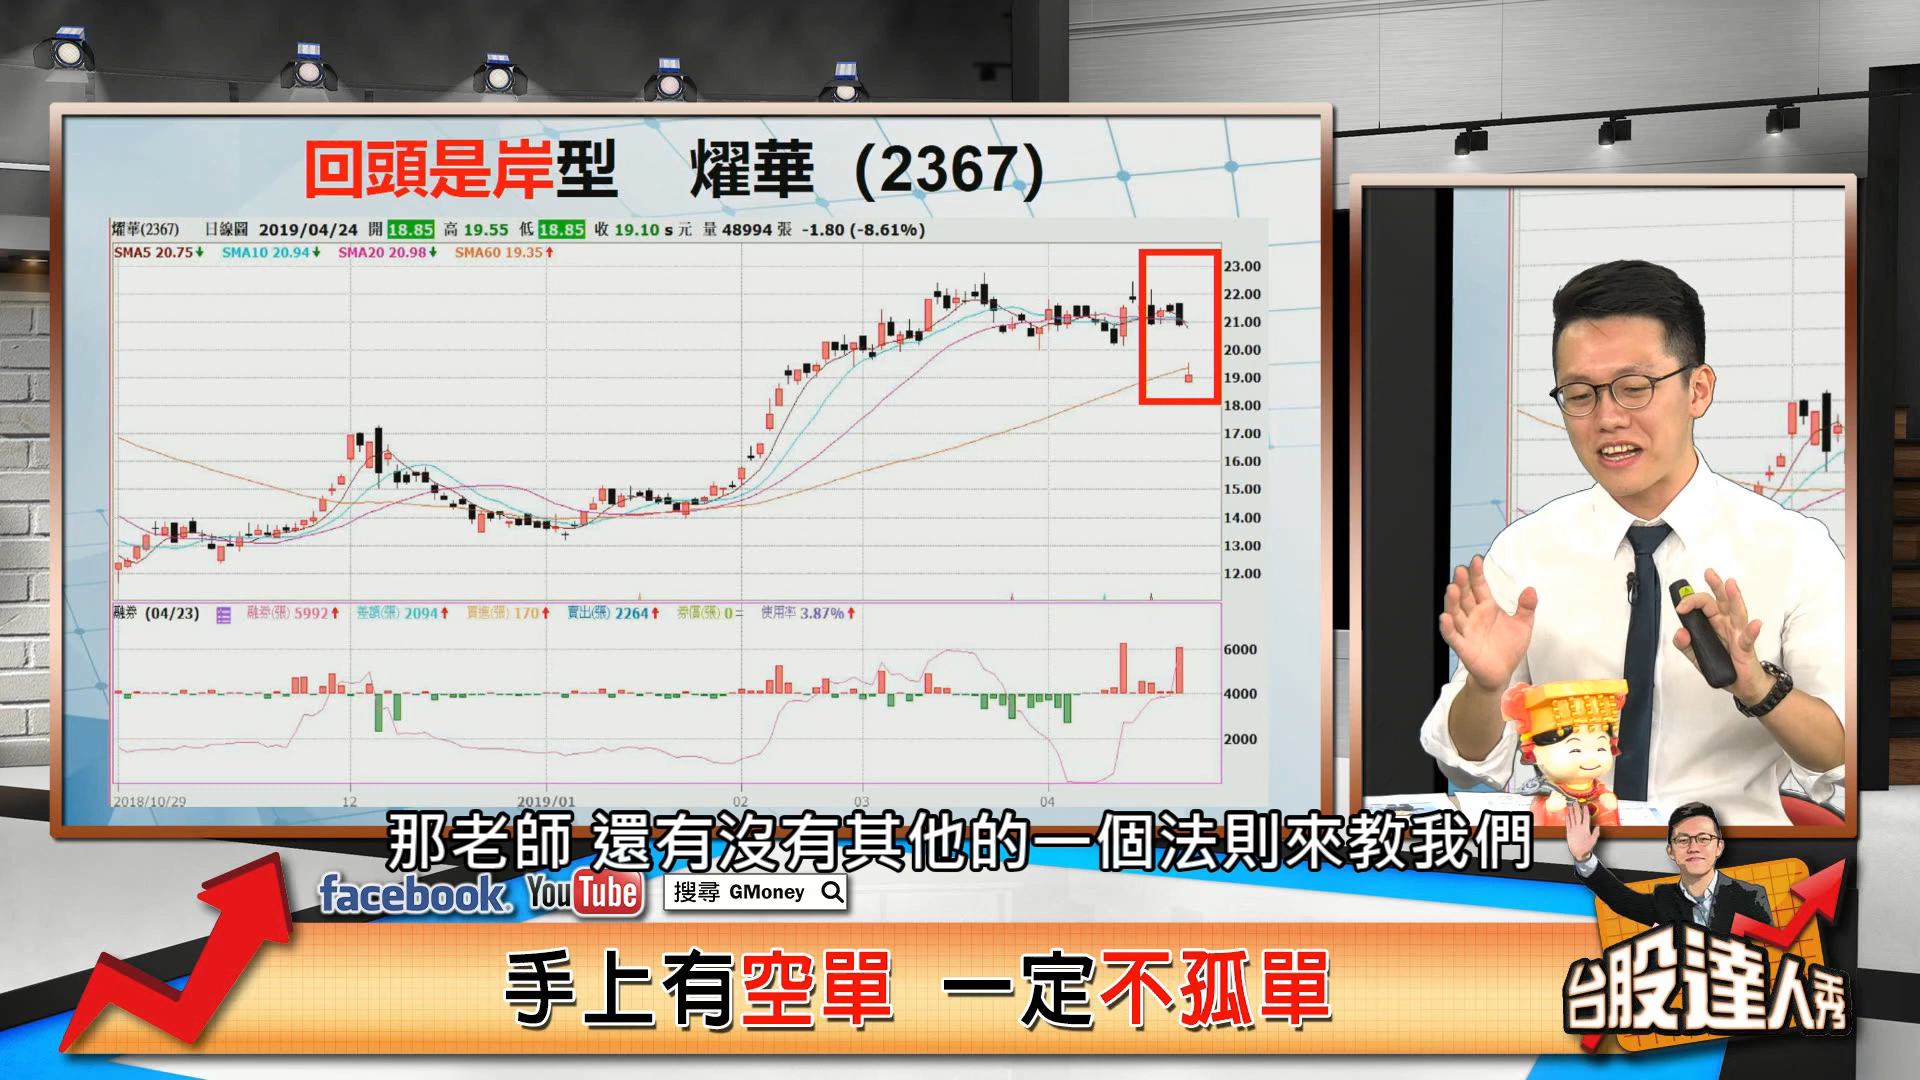 回頭是岸型 燿華 (2367)
燿華(2367) 日線圖 2019/04/24 開 18.85 高 19.55 低 18.85 收 19.10 s 元 量 48994 張 -1.80 (-8.61%)
SMA5 20.75↓ SMA10 20.94↓ SMA20 20.98↓ SMA60 19.35↑
23.00
22.00
21.00
20.00
19.00
18.00
17.00
16.00
15.00
14.00
13.00
12.00
融券 (04/23) 融券(張) 5992↑ 差額(張) 2094↑ 買進(張) 170↑ 賣出(張) 2264↑ 券償(張) 0= 使用率 3.87%↑
6000
4000
2000
2018/10/29 12 2019/01 02 03 04
那老師 還有沒有其他的一個法則來教我們
facebook. YouTube 搜尋 GMoney
手上有空單 一定不孤單
台股達人秀